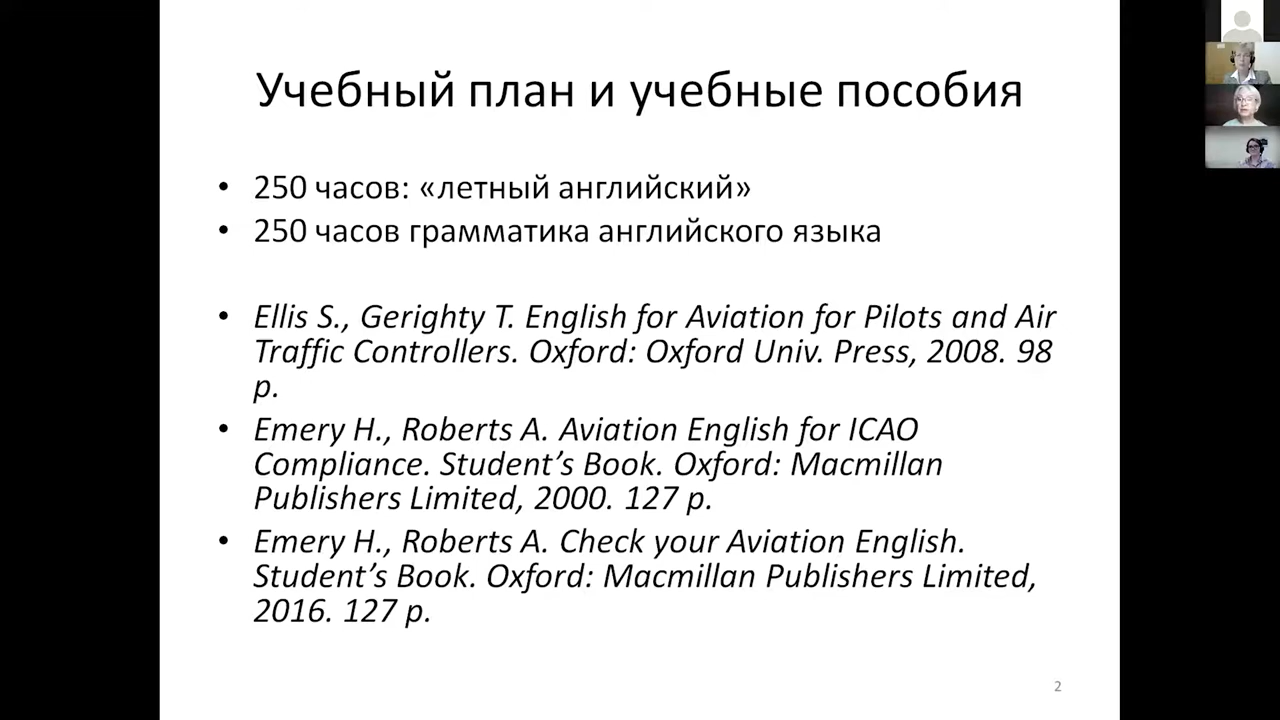 Учебный план и учебные пособия
• 250 часов: «летный английский»
• 250 часов грамматика английского языка
• Ellis S., Gerighty T. English for Aviation for Pilots and Air
Traffic Controllers. Oxford: Oxford Univ. Press, 2008. 98
p.
• Emery H., Roberts A. Aviation English for ICAO
Compliance. Student’s Book. Oxford: Macmillan
Publishers Limited, 2000. 127 p.
• Emery H., Roberts A. Check your Aviation English.
Student’s Book. Oxford: Macmillan Publishers Limited,
2016. 127 p.
2